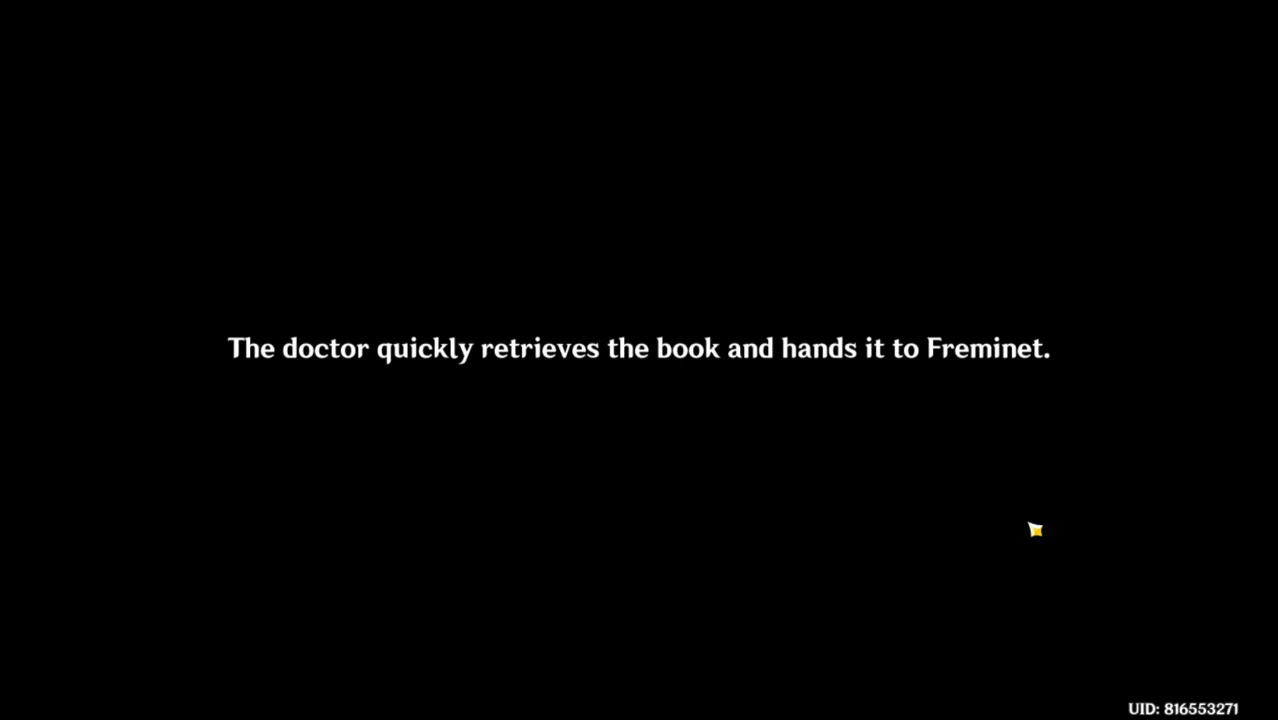 The doctor quickly retrieves the book and hands it to Freminet.
UID: 816553271